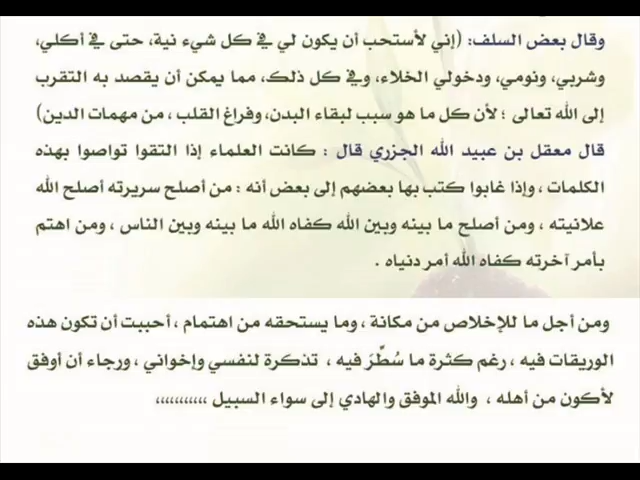 وقال بعض السلف: (إني لأستحب أن يكون لي في كل شيء نية، حتى في أكلي،
وشربي، ونومي، ودخولي الخلاء، وفي كل ذلك، مما يمكن أن يقصد به التقرب
إلى الله تعالى ؛ لأن كل ما هو سبب لبقاء البدن، وفراغ القلب ، من مهمات الدين)
قال معقل بن عبيد الله الجزري قال : كانت العلماء إذا التقوا تواصوا بهذه
الكلمات ، وإذا غابوا كتب بها بعضهم إلى بعض أنه : من أصلح سريرته أصلح الله
علانيته ، ومن أصلح ما بينه وبين الله كفاه الله ما بينه وبين الناس ، ومن اهتم
بأمر آخرته كفاه الله أمر دنياه .
ومن أجل ما للإخلاص من مكانة ، وما يستحقه من اهتمام ، أحببت أن تكون هذه
الوريقات فيه ، رغم كثرة ما سُطِّرَ فيه ، تذكرة لنفسي وإخواني ، ورجاء أن أوفق
لأكون من أهله ، والله الموفق والهادي إلى سواء السبيل ،،،،،،،،،،،